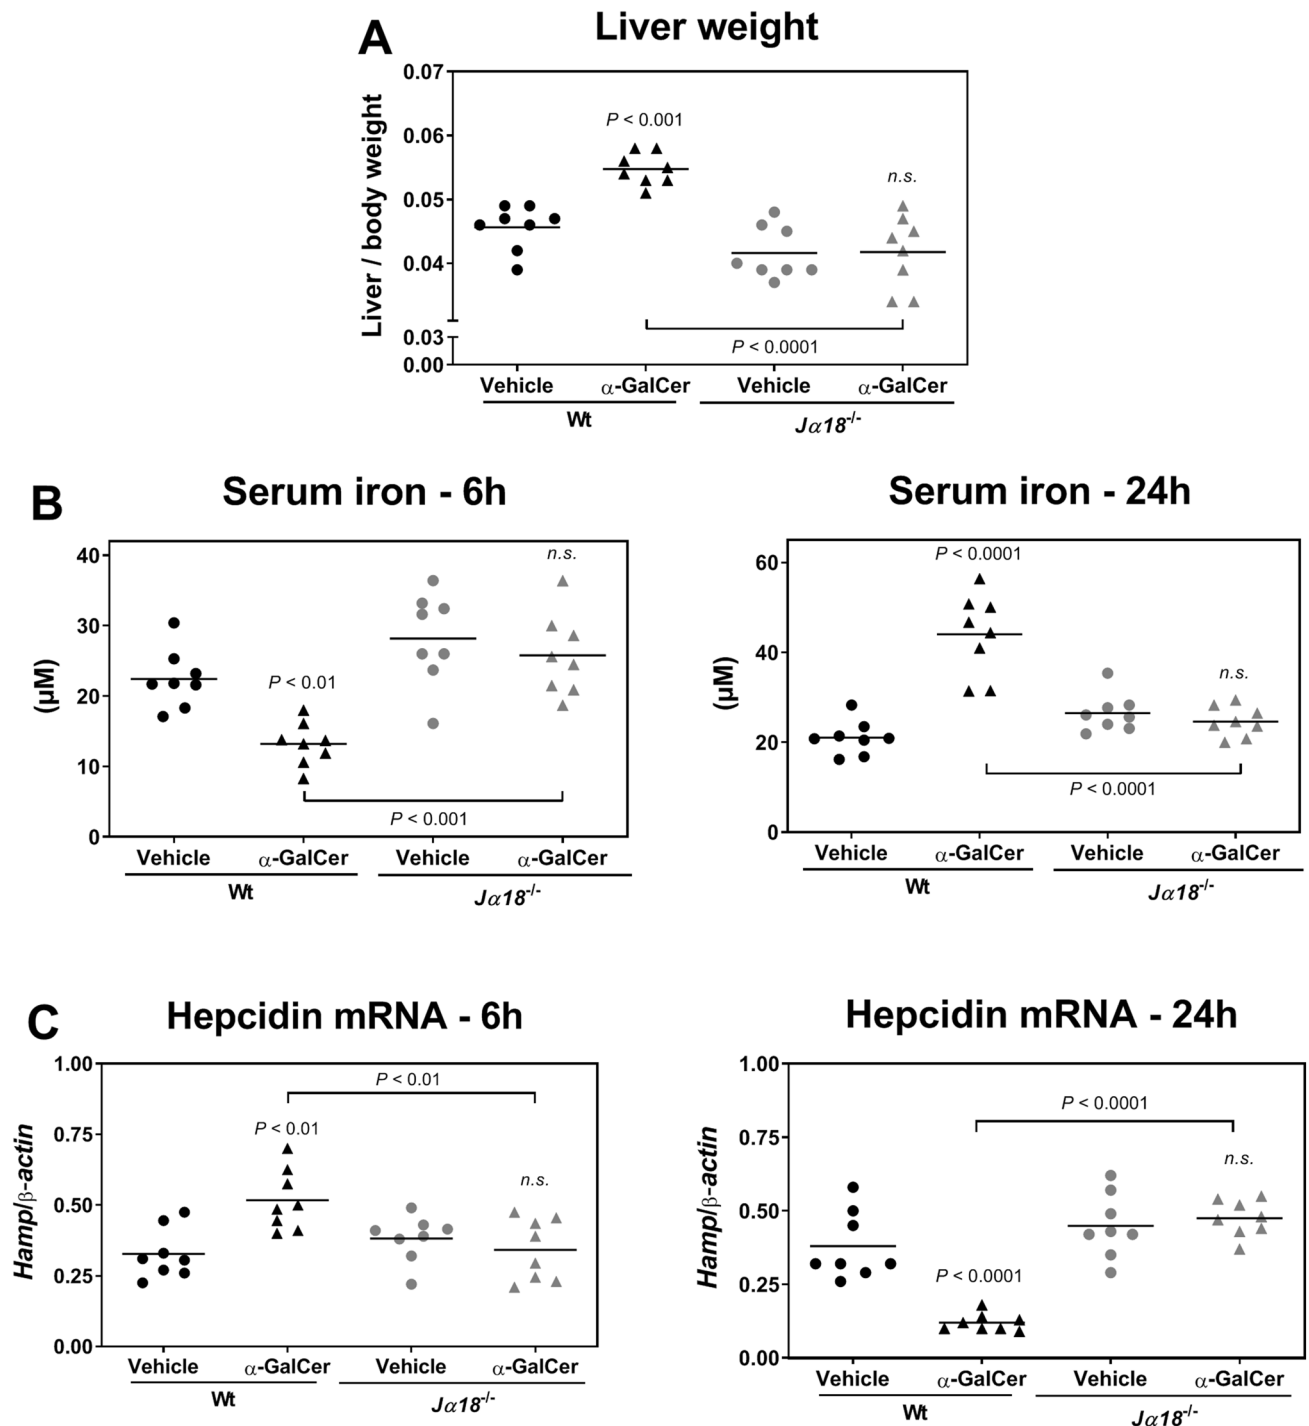 A
Liver weight
Liver / body weight
0.07
0.06
0.05
0.04
0.03
0.00
P < 0.001
n.s.
P < 0.0001
Vehicle α-GalCer Vehicle α-GalCer
Wt Jα18-/-
B
Serum iron - 6h
(µM)
40
30
20
10
0
P < 0.01
n.s.
P < 0.001
Vehicle α-GalCer Vehicle α-GalCer
Wt Jα18-/-
Serum iron - 24h
(µM)
60
40
20
0
P < 0.0001
n.s.
P < 0.0001
Vehicle α-GalCer Vehicle α-GalCer
Wt Jα18-/-
C
Hepcidin mRNA - 6h
Hamp/β-actin
1.00
0.75
0.50
0.25
0.00
P < 0.01
P < 0.01
n.s.
Vehicle α-GalCer Vehicle α-GalCer
Wt Jα18-/-
Hepcidin mRNA - 24h
Hamp/β-actin
1.00
0.75
0.50
0.25
0.00
P < 0.0001
n.s.
P < 0.0001
Vehicle α-GalCer Vehicle α-GalCer
Wt Jα18-/-